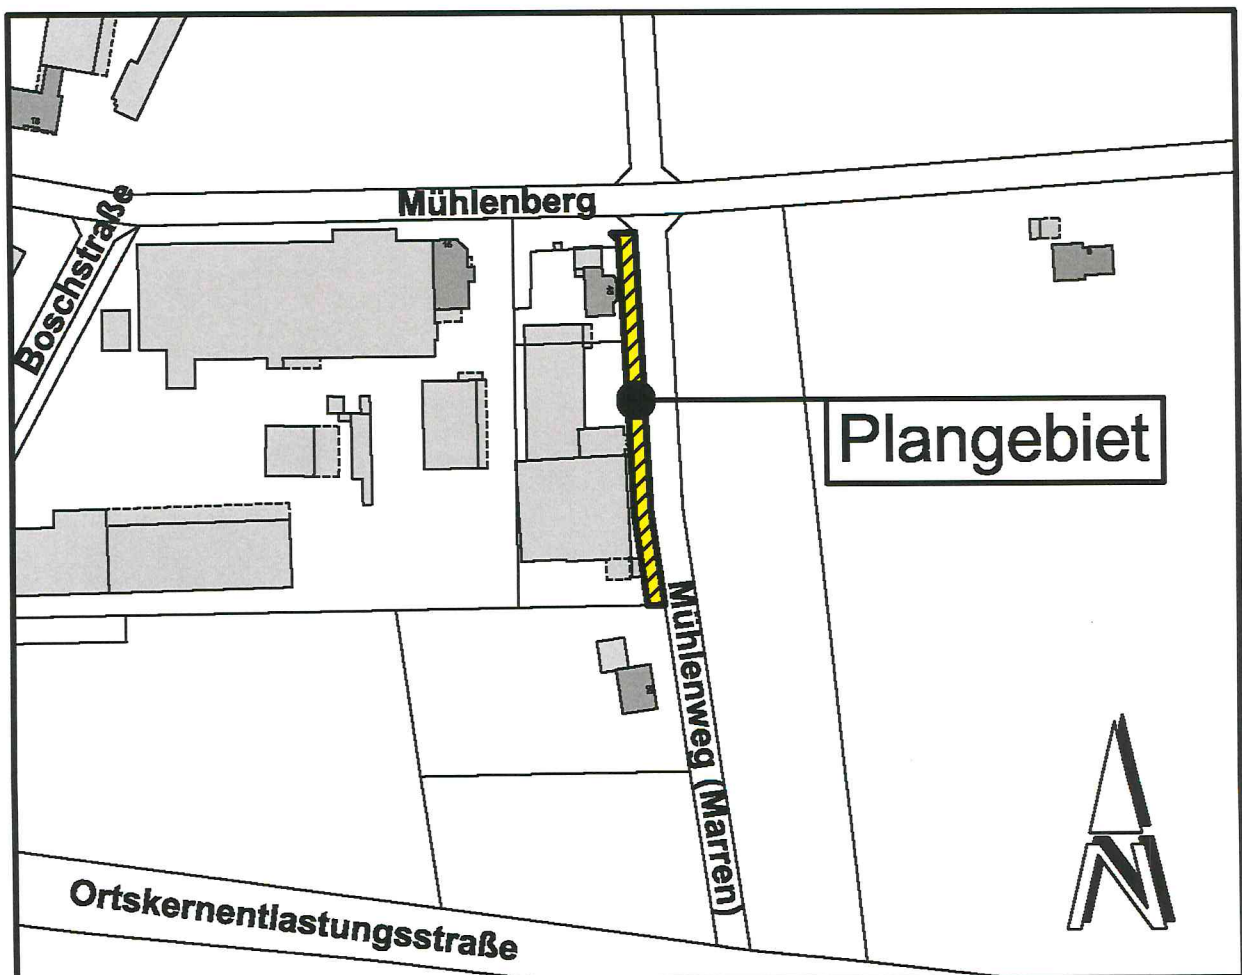 Mühlenberg
Boschstraße
Plangebiet
Mühlenweg (Marren)
Ortskernentlastungsstraße
N